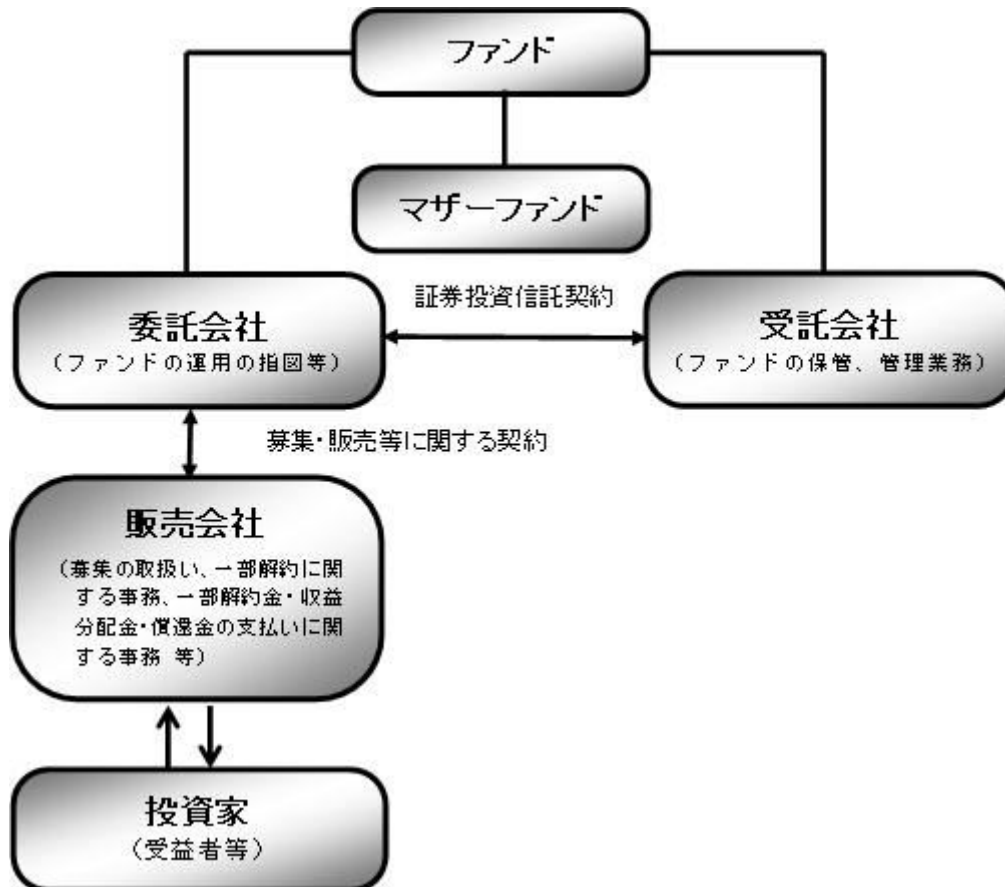 ファンド
マザーファンド
証券投資信託契約
委託会社
（ファンドの運用の指図等）
受託会社
（ファンドの保管、管理業務）
募集・販売等に関する契約
販売会社
（募集の取扱い、一部解約に関
する事務、一部解約金・収益
分配金・償還金の支払いに関
する事務 等）
投資家
（受益者等）